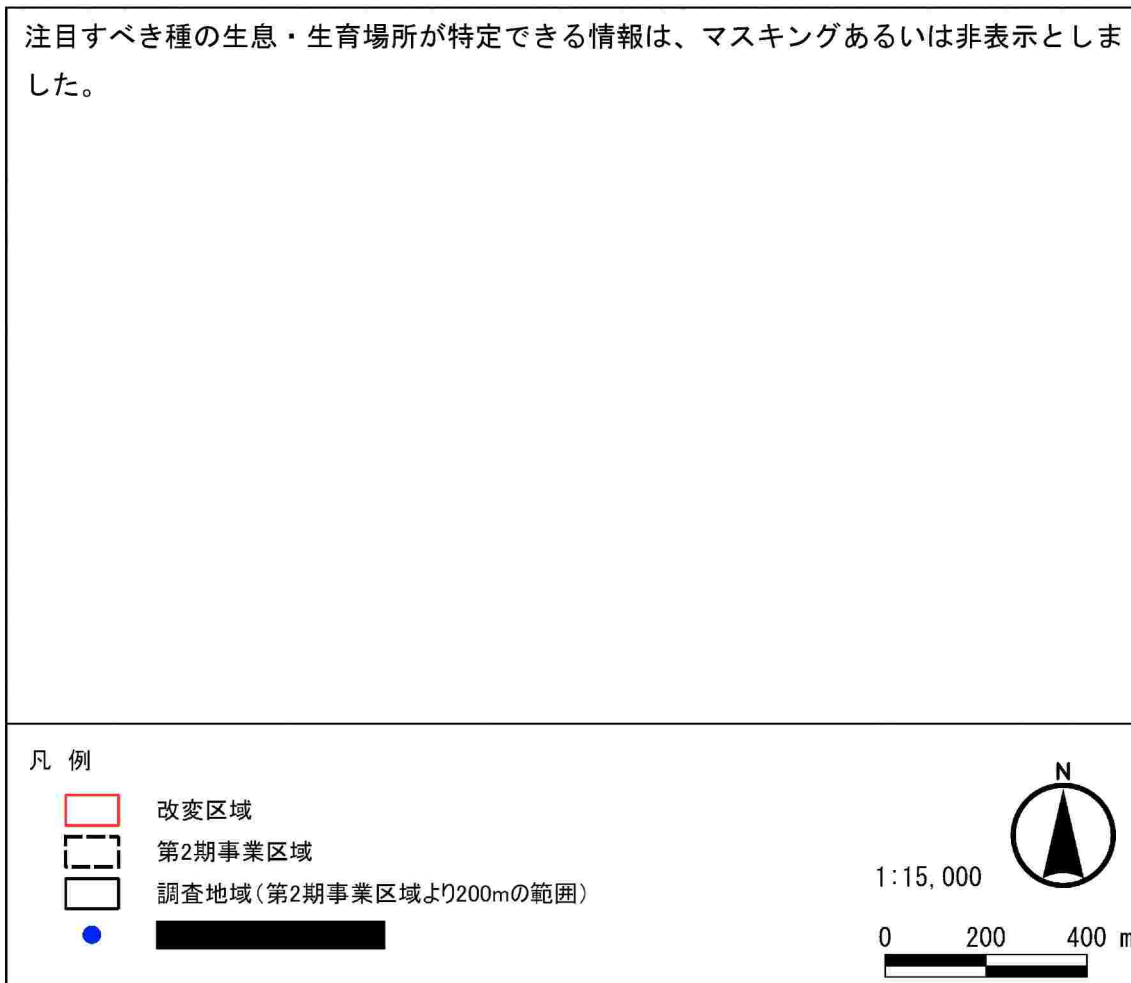 注目すべき種の生息・生育場所が特定できる情報は、マスキングあるいは非表示としま
した。
凡 例
改変区域
第2期事業区域
調査地域(第2期事業区域より200mの範囲)
N
1:15,000
0 200 400 m